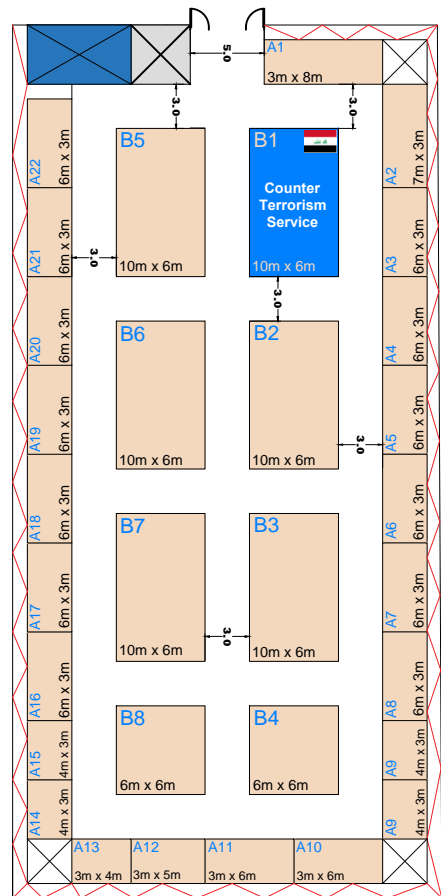 5.0
A1
3m x 8m
3.0
3.0
B5
10m x 6m
B1
Counter
Terrorism
Service
10m x 6m
A22
6m x 3m
A2
7m x 3m
A21
6m x 3m
3.0
A3
6m x 3m
3.0
A20
6m x 3m
B6
10m x 6m
B2
10m x 6m
A4
6m x 3m
A19
6m x 3m
3.0
A5
6m x 3m
A18
6m x 3m
B7
10m x 6m
B3
10m x 6m
A6
6m x 3m
A17
6m x 3m
3.0
A7
6m x 3m
A16
6m x 3m
B8
6m x 6m
B4
6m x 6m
A8
6m x 3m
A15
4m x 3m
A9
4m x 3m
A14
4m x 3m
A9
4m x 3m
A13
3m x 4m
A12
3m x 5m
A11
3m x 6m
A10
3m x 6m